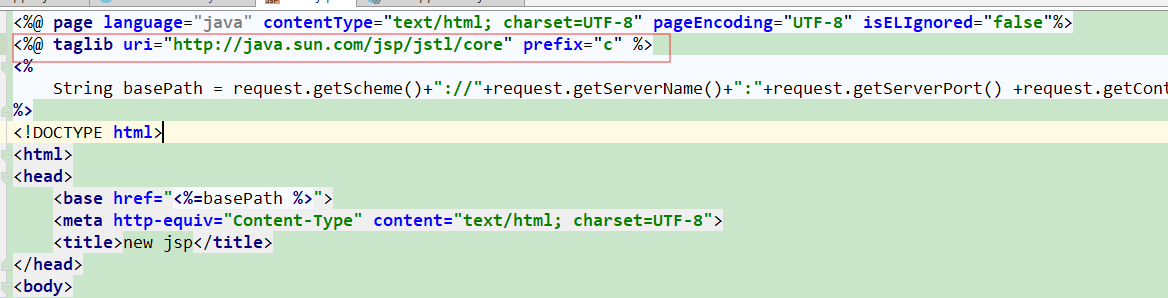 <%@ page language="java" contentType="text/html; charset=UTF-8" pageEncoding="UTF-8" isELIgnored="false"%>
<%@ taglib uri="http://java.sun.com/jsp/jstl/core" prefix="c" %>
<%
String basePath = request.getScheme()+"://"+request.getServerName()+":"+request.getServerPort() +request.getCont
%>
<!DOCTYPE html>
<html>
<head>
<base href="<%=basePath %>">
<meta http-equiv="Content-Type" content="text/html; charset=UTF-8">
<title>new jsp</title>
</head>
<body>